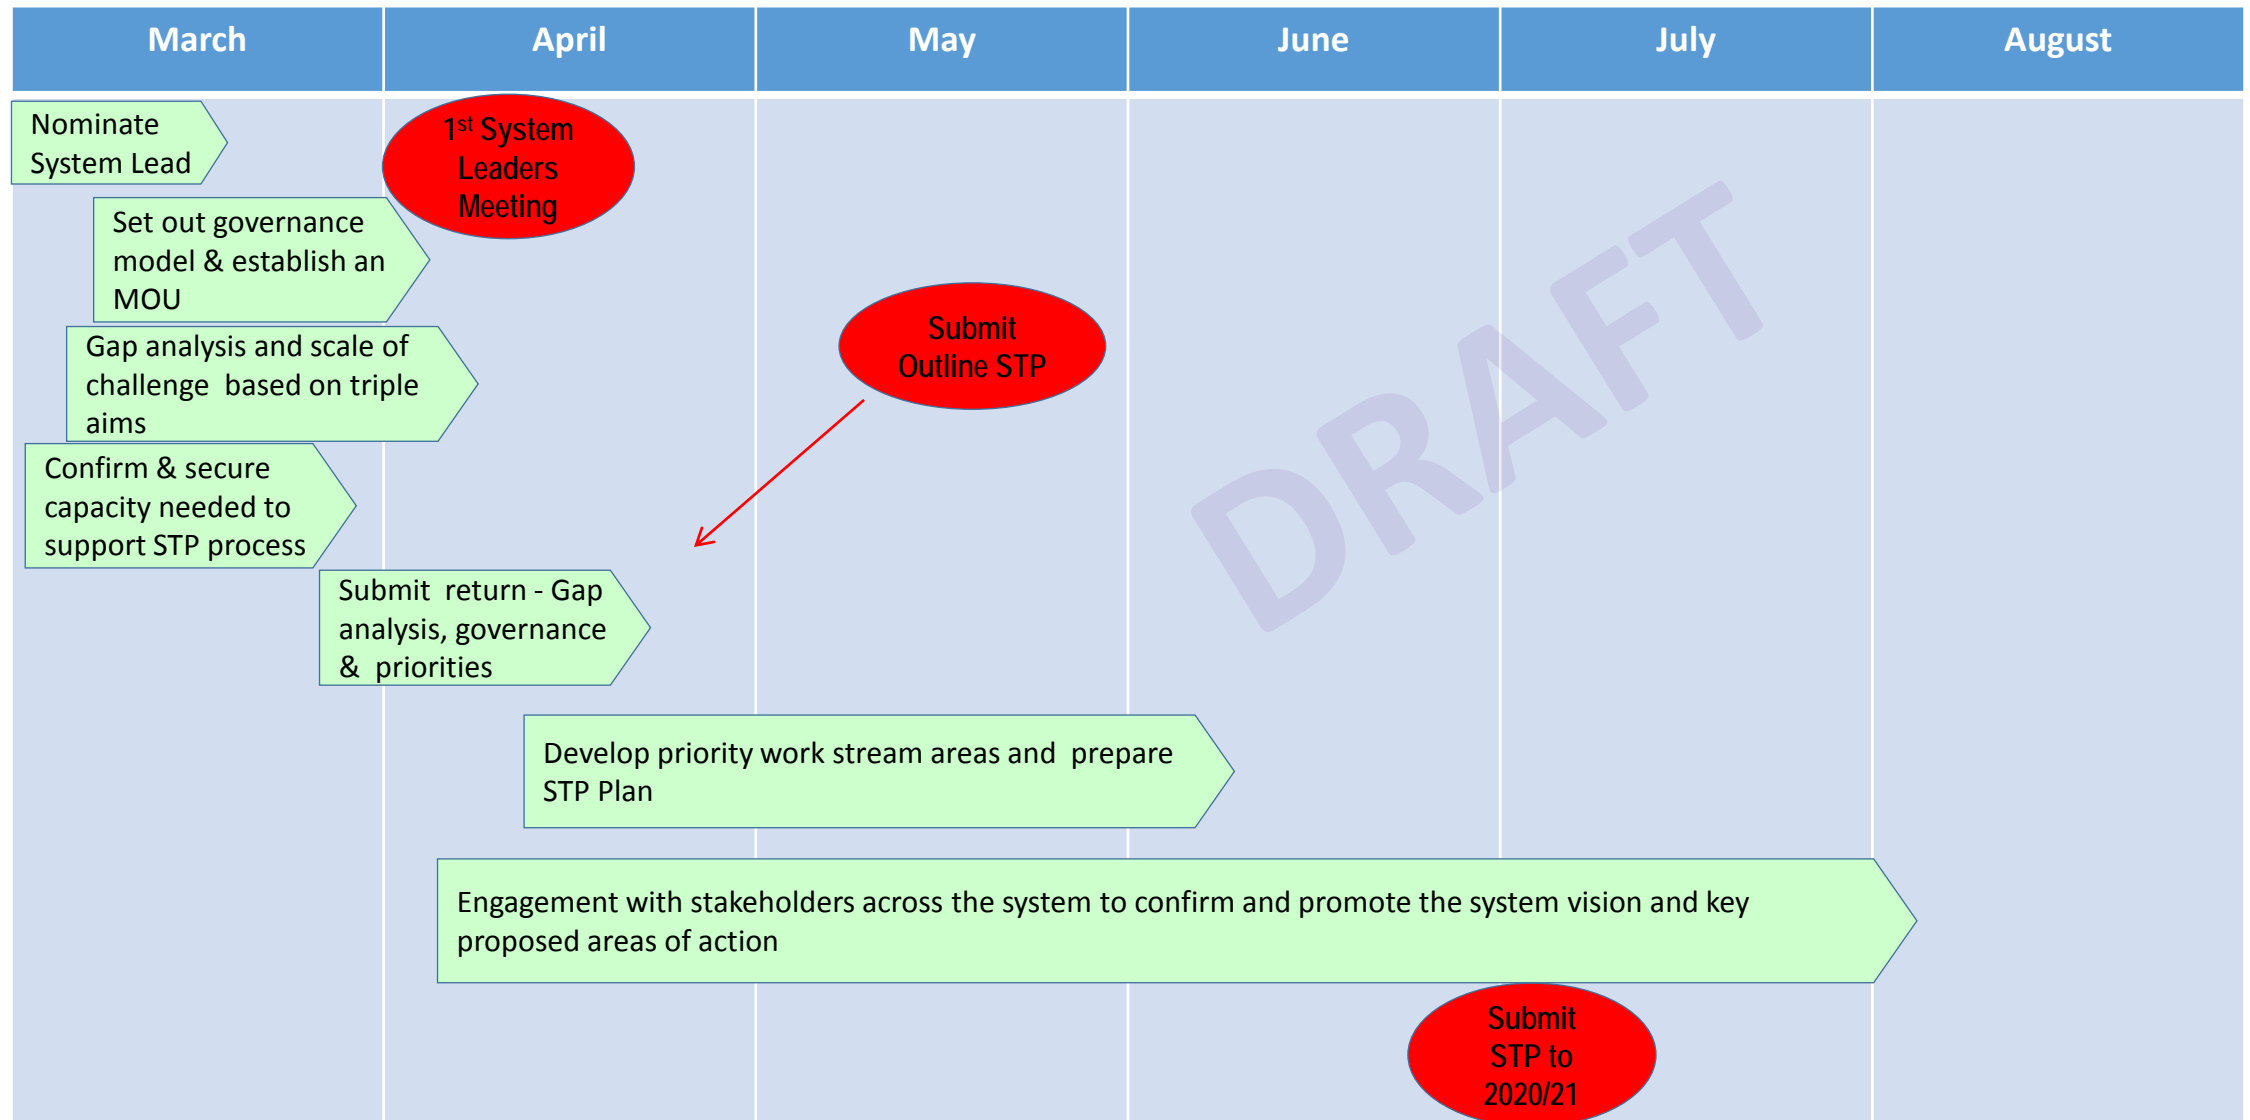 March April May June July August
Nominate
System Lead
1st System
Leaders
Meeting
Set out governance
model & establish an
MOU
Submit
Outline STP
Gap analysis and scale of
challenge based on triple
aims
Confirm & secure
capacity needed to
support STP process
Submit return - Gap
analysis, governance
& priorities
Develop priority work stream areas and prepare
STP Plan
Engagement with stakeholders across the system to confirm and promote the system vision and key
proposed areas of action
Submit
STP to
2020/21
DRAFT